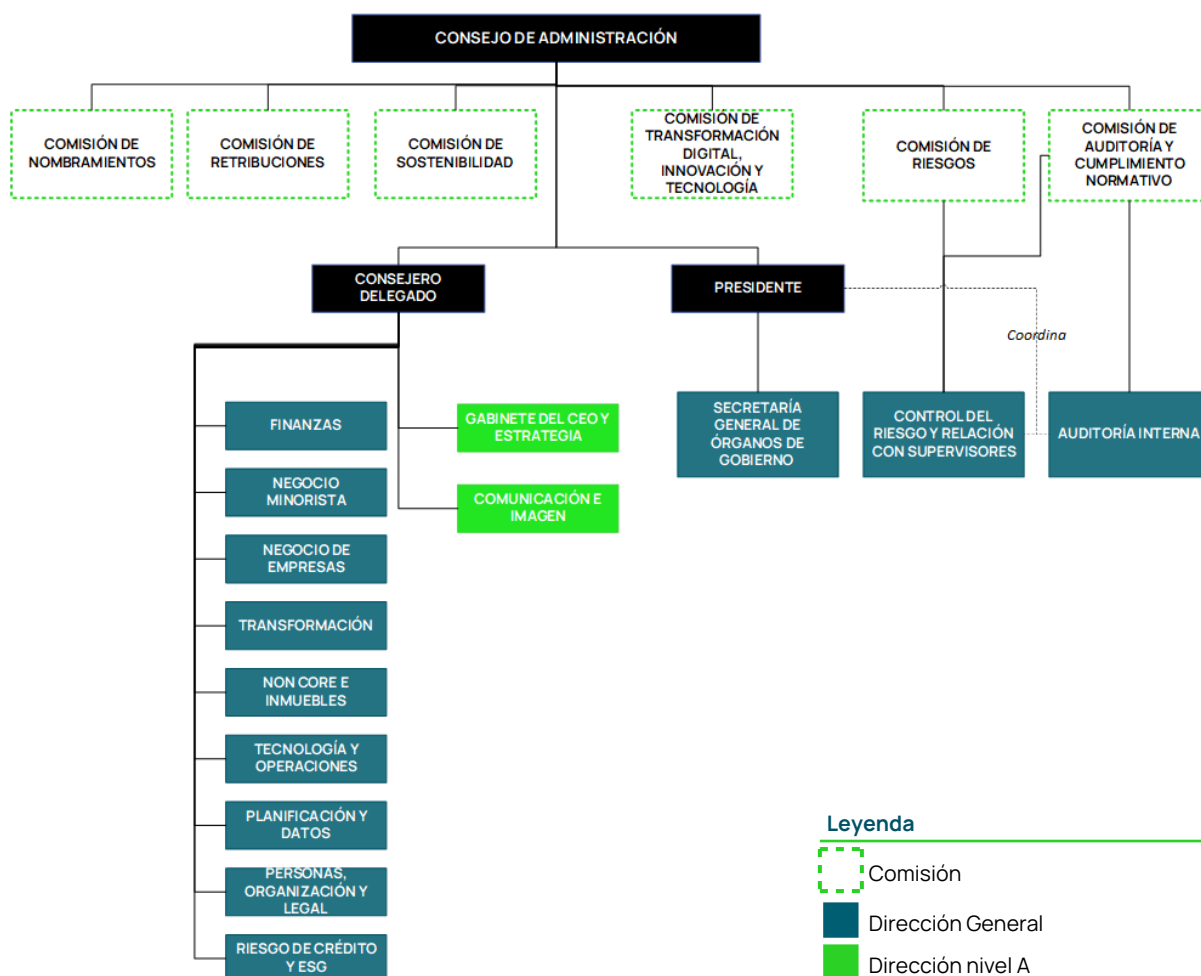 CONSEJO DE ADMINISTRACIÓN
COMISIÓN DE
NOMBRAMIENTOS
COMISIÓN DE
RETRIBUCIONES
COMISIÓN DE
SOSTENIBILIDAD
COMISIÓN DE
TRANSFORMACIÓN
DIGITAL,
INNOVACIÓN Y
TECNOLOGÍA
COMISIÓN DE
RIESGOS
COMISIÓN DE
AUDITORÍA Y
CUMPLIMIENTO
NORMATIVO
CONSEJERO
DELEGADO
PRESIDENTE
Coordina
FINANZAS
NEGOCIO
MINORISTA
NEGOCIO DE
EMPRESAS
TRANSFORMACIÓN
NON CORE E
INMUEBLES
TECNOLOGÍA Y
OPERACIONES
PLANIFICACIÓN Y
DATOS
PERSONAS,
ORGANIZACIÓN Y
LEGAL
RIESGO DE CRÉDITO
Y ESG
GABINETE DEL CEO Y
ESTRATEGIA
COMUNICACIÓN E
IMAGEN
SECRETARÍA
GENERAL DE
ÓRGANOS DE
GOBIERNO
CONTROL DEL
RIESGO Y RELACIÓN
CON SUPERVISORES
AUDITORÍA INTERNA
Leyenda
Comisión
Dirección General
Dirección nivel A